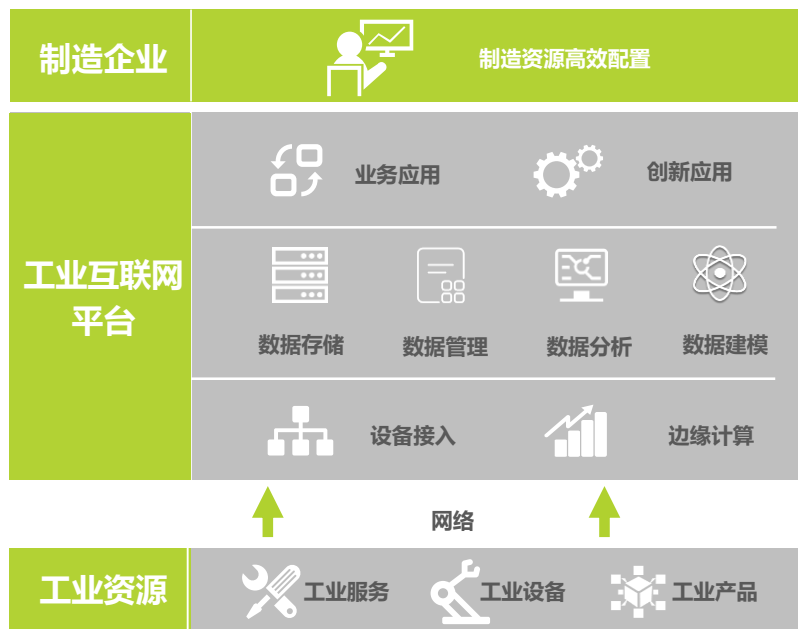 制造企业
制造资源高效配置
工业互联网
平台
业务应用
创新应用
数据存储
数据管理
数据分析
数据建模
设备接入
边缘计算
网络
工业资源
工业服务
工业设备
工业产品